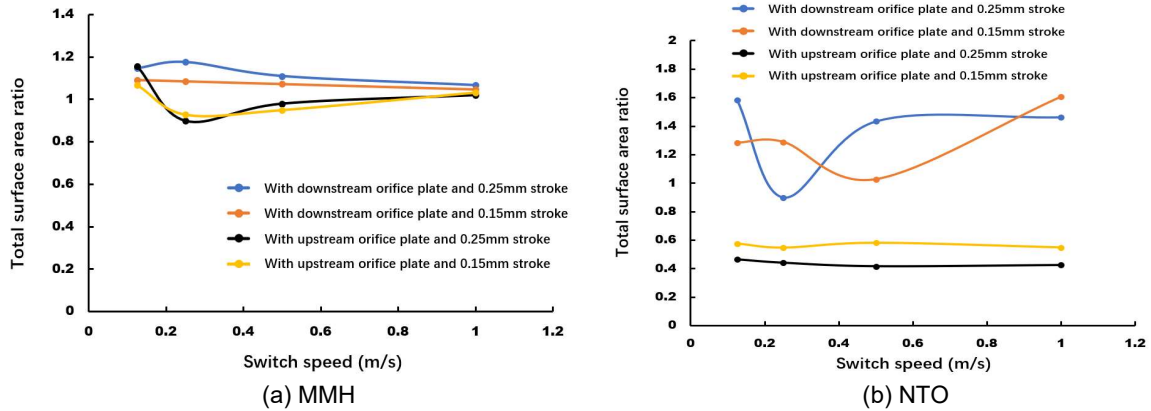 1.4
1.2
1
0.8
0.6
0.4
0.2
0
0
0.2
0.4
0.6
0.8
1
1.2
Total surface area ratio
Switch speed (m/s)
With downstream orifice plate and 0.25mm stroke
With downstream orifice plate and 0.15mm stroke
With upstream orifice plate and 0.25mm stroke
With upstream orifice plate and 0.15mm stroke
(a) MMH
With downstream orifice plate and 0.25mm stroke
With downstream orifice plate and 0.15mm stroke
With upstream orifice plate and 0.25mm stroke
With upstream orifice plate and 0.15mm stroke
2
1.8
1.6
1.4
1.2
1
0.8
0.6
0.4
0.2
0
0
0.2
0.4
0.6
0.8
1
1.2
Total surface area ratio
Switch speed (m/s)
(b) NTO